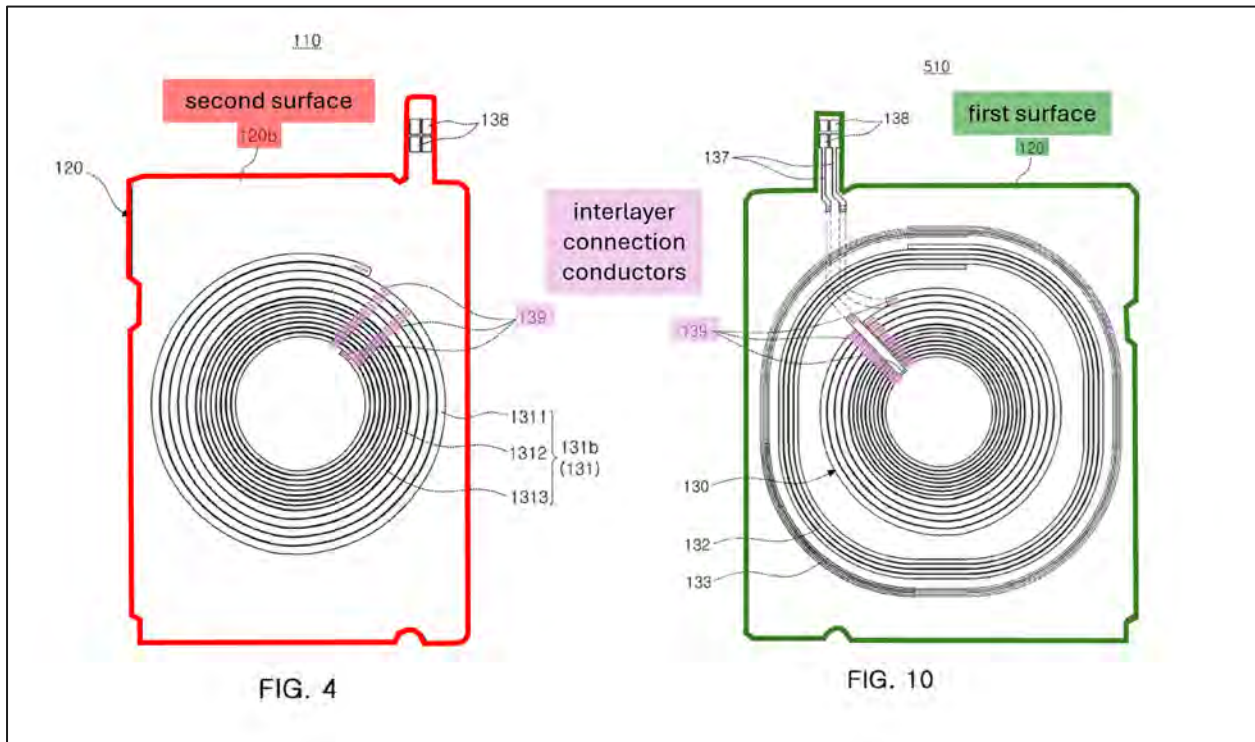 110
second surface
120b
138
120
139
1311
1312
131b
(131)
1313
FIG. 4
interlayer
connection
conductors
510
first surface
120
138
137
139
130
132
133
FIG. 10